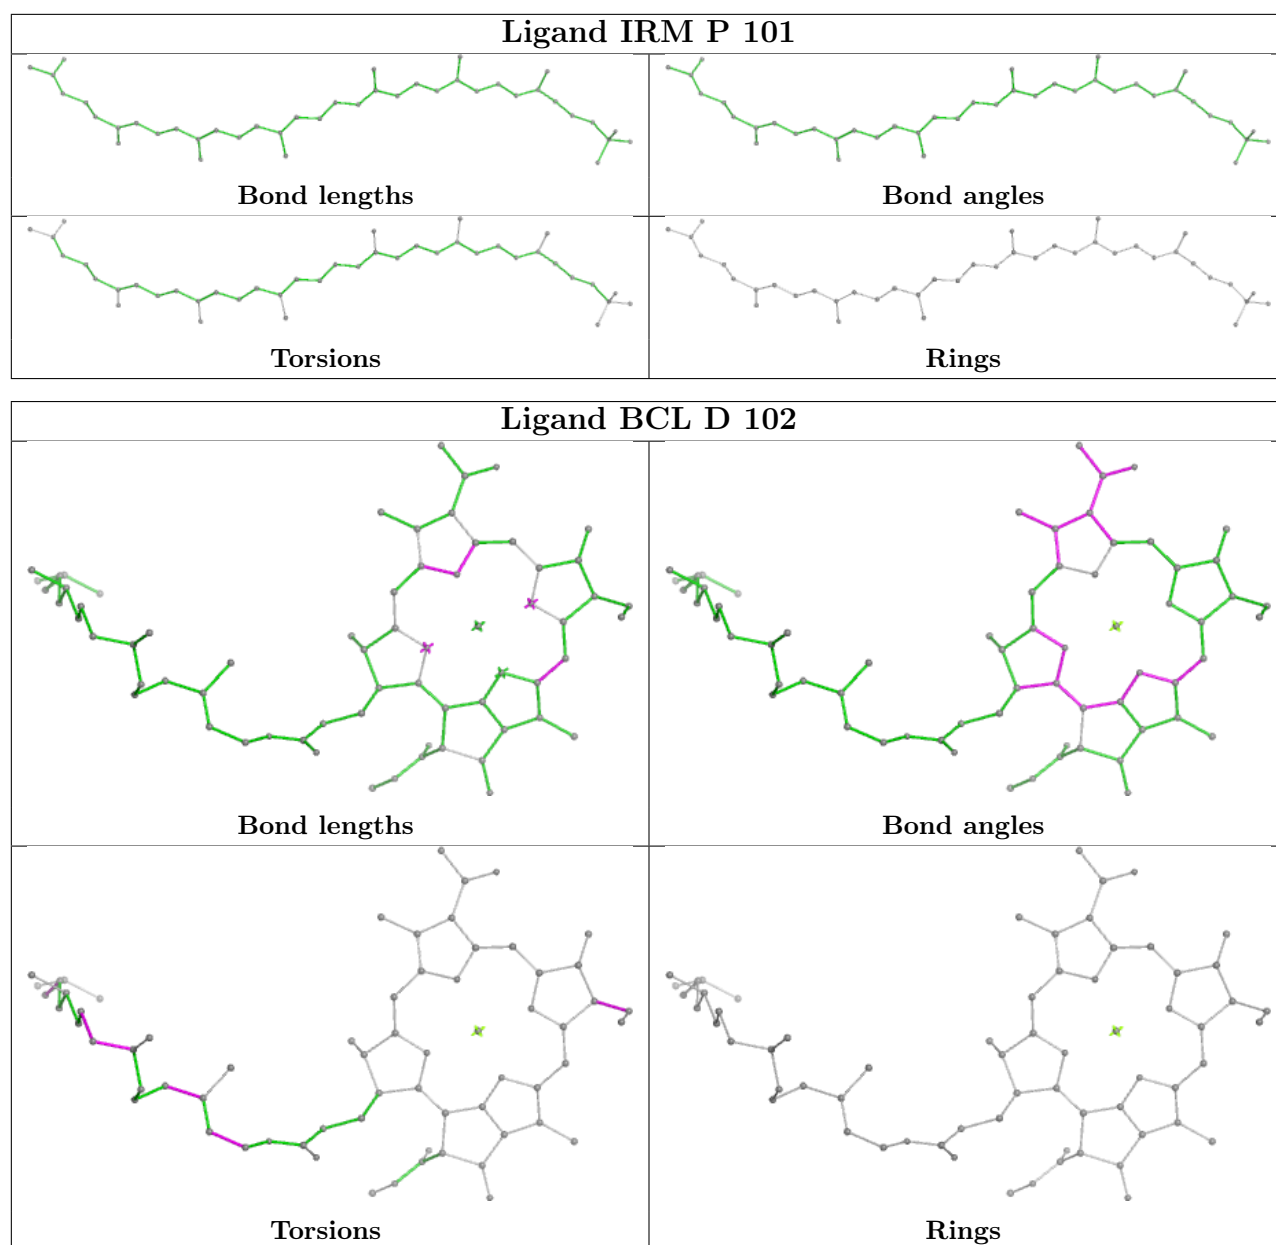 Ligand IRM P 101
Bond lengths
Bond angles
Torsions
Rings
Ligand BCL D 102
Bond lengths
Bond angles
Torsions
Rings